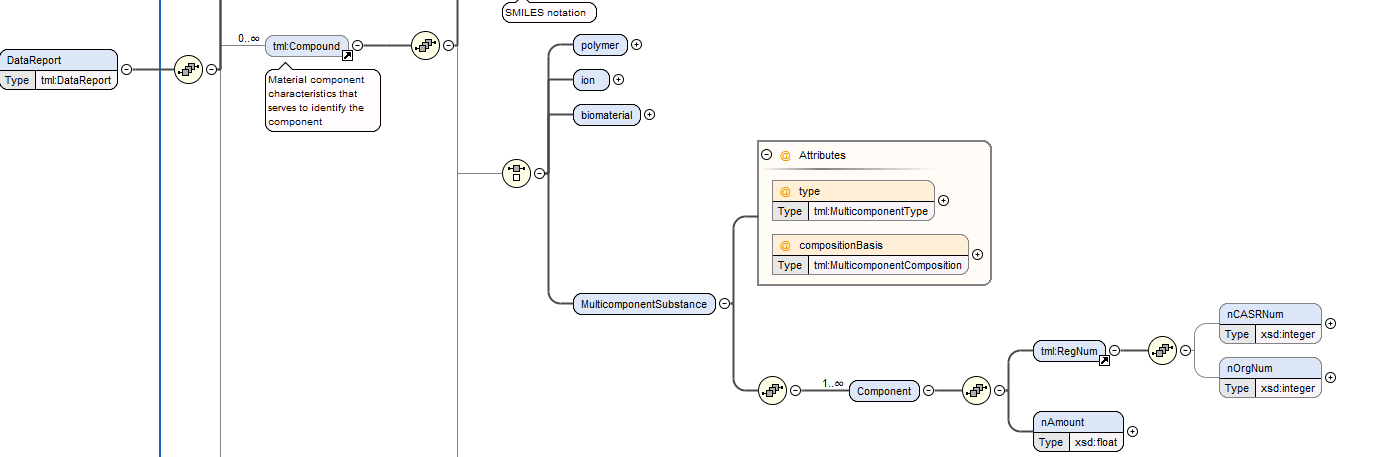 SMILES notation
0..∞
tml:Compound
DataReport
Type tml:DataReport
Material component
characteristics that
serves to identify the
component
polymer
ion
biomaterial
@ Attributes
@ type
Type tml:MulticomponentType
@ compositionBasis
Type tml:MulticomponentComposition
MulticomponentSubstance
1..∞
Component
tml:RegNum
nCASRNum
Type xsd:integer
nOrgNum
Type xsd:integer
nAmount
Type xsd:float